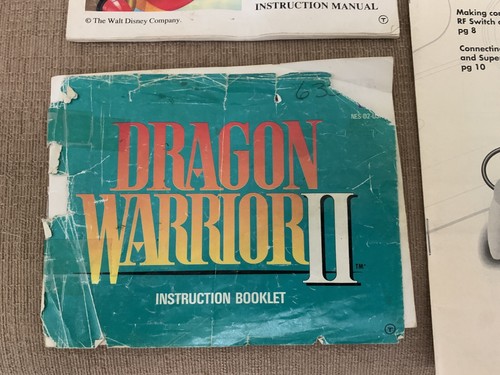 INSTRUCTION MANUAL
© The Walt Disney Company.
T
Making
RF Switch
pg 8
Connecting
and Super
pg 10
63
DRAGON
WARRIOR II
TM
INSTRUCTION BOOKLET
T